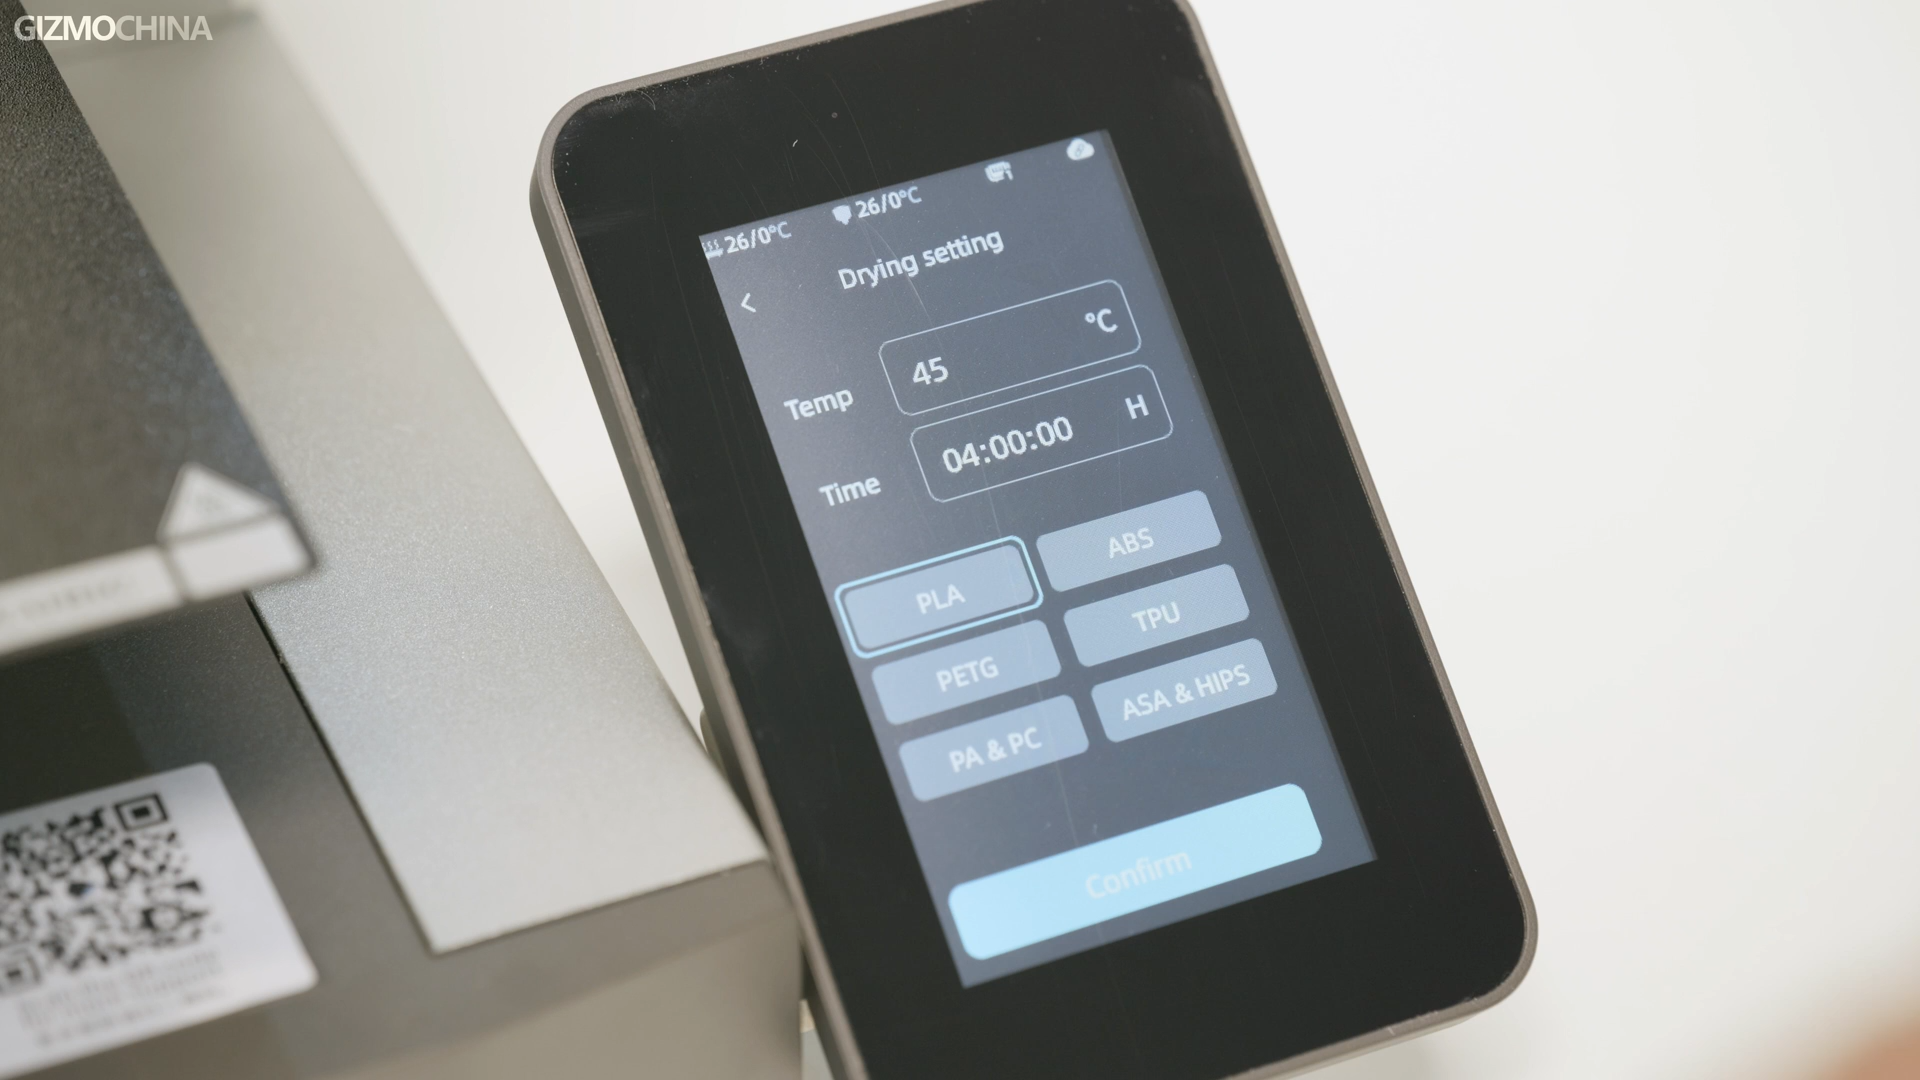 GIZMOCHINA
26/0°C 26/0°C
Drying setting
<
Temp 45 °C
Time 04:00:00 H
PLA ABS
PETG TPU
PA & PC ASA & HIPS
Confirm